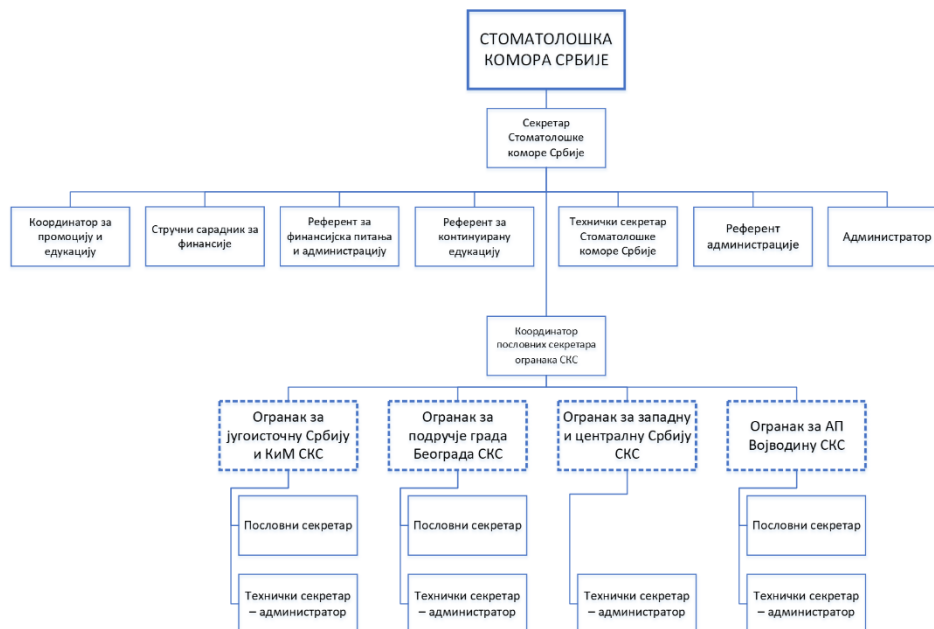 СТОМАТОЛОШКА
КОМОРА СРБИЈЕ
Секретар
Стоматолошке
коморе Србије
Координатор за
промоцију и
едукацију
Стручни сарадник за
финансије
Референт за
финансијска питања
и администрацију
Референт за
континуирану
едукацију
Технички секретар
Стоматолошке
коморе Србије
Референт
администрације
Администратор
Координатор
пословних секретара
огранака СКС
Огранак за
југоисточну Србију
и КиМ СКС
Огранак за
подручје града
Београда СКС
Огранак за западну
и централну Србију
СКС
Огранак за АП
Војводину СКС
Пословни секретар
Пословни секретар
Пословни секретар
Технички секретар
– администратор
Технички секретар
– администратор
Технички секретар
– администратор
Технички секретар
– администратор